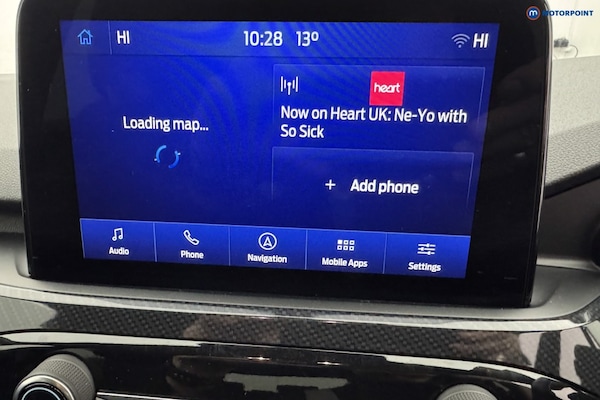 MOTORPOINT
HI 10:28 13° HI
heart
Now on Heart UK: Ne-Yo with
So Sick
Loading map...
+ Add phone
Audio Phone Navigation Mobile Apps Settings